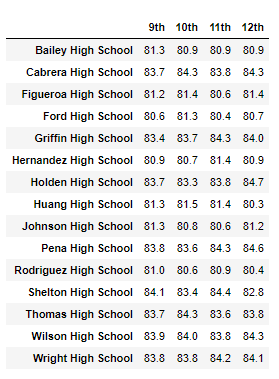 9th 10th 11th 12th
Bailey High School 81.3 80.9 80.9 80.9
Cabrera High School 83.7 84.3 83.8 84.3
Figueroa High School 81.2 81.4 80.6 81.4
Ford High School 80.6 81.3 80.4 80.7
Griffin High School 83.4 83.7 84.3 84.0
Hernandez High School 80.9 80.7 81.4 80.9
Holden High School 83.7 83.3 83.8 84.7
Huang High School 81.3 81.5 81.4 80.3
Johnson High School 81.3 80.8 80.6 81.2
Pena High School 83.8 83.6 84.3 84.6
Rodriguez High School 81.0 80.6 80.9 80.4
Shelton High School 84.1 83.4 84.4 82.8
Thomas High School 83.7 84.3 83.6 83.8
Wilson High School 83.9 84.0 83.8 84.3
Wright High School 83.8 83.8 84.2 84.1